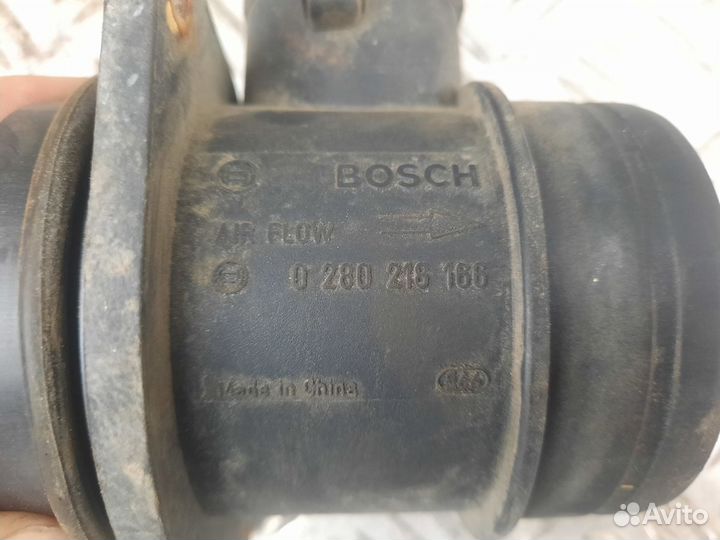 BOSCH
AIR FLOW
0 280 218 166
Made in China
Avito